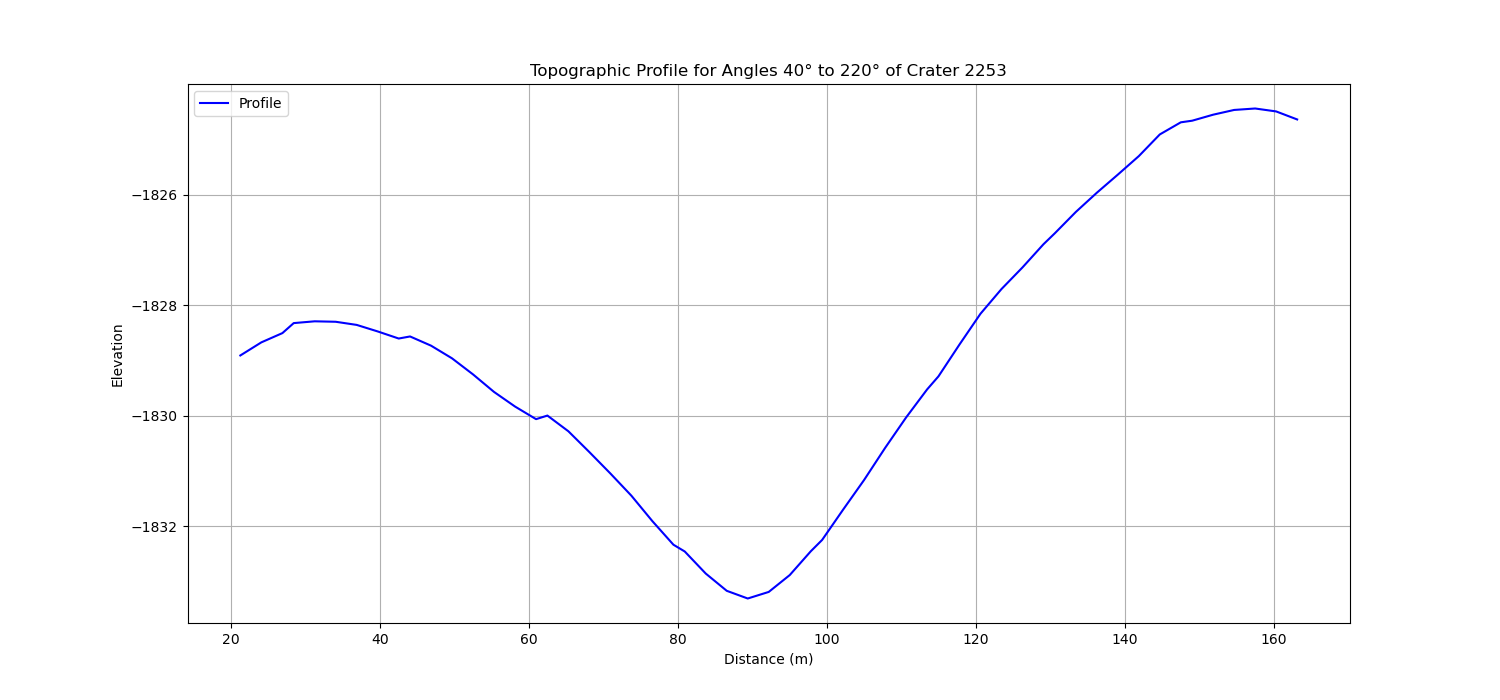 Topographic Profile for Angles 40° to 220° of Crater 2253
Profile
Elevation
−1826
−1828
−1830
−1832
20 40 60 80 100 120 140 160
Distance (m)